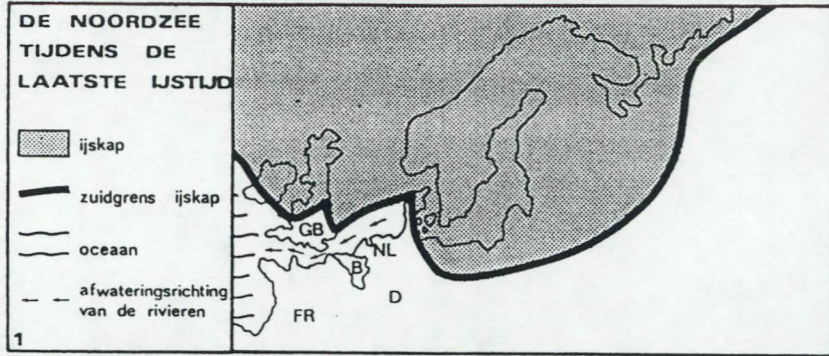 DE NOORDZEE
TIJDENS DE
LAATSTE IJSTIJD
ijskap
zuidgrens ijskap
oceaan
afwateringsrichting
van de rivieren
1
GB
NL
B
D
FR